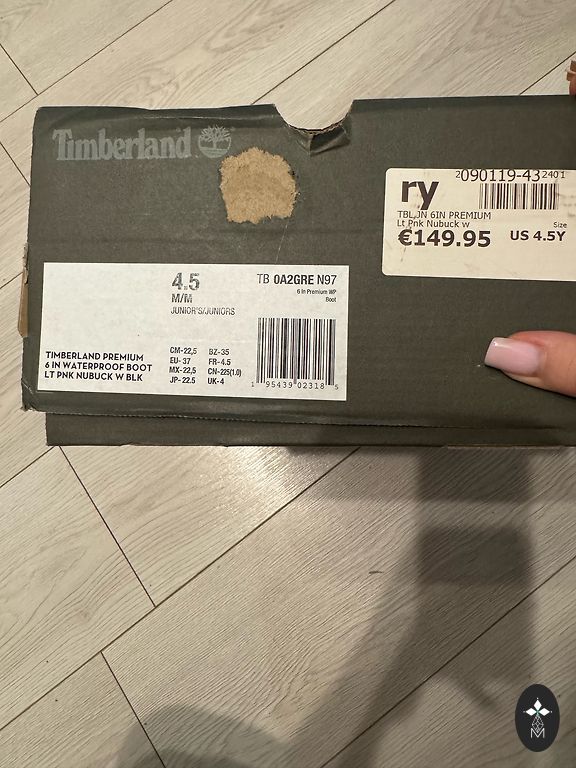 Timberland
ry
2090119-43 2401
TBL JN 6IN PREMIUM
Lt Pnk Nubuck w
€149.95
Size
US 4.5Y
4.5
M/M
JUNIOR'S/JUNIORS
TB 0A2GRE N97
6 in Premium WP
Boot
TIMBERLAND PREMIUM
6 IN WATERPROOF BOOT
LT PNK NUBUCK W BLK
CM-22,5 BZ-35
EU- 37 FR-4.5
MX-22,5 CN-225(1.0)
JP-22.5 UK-4
1 95439 02318 5
M